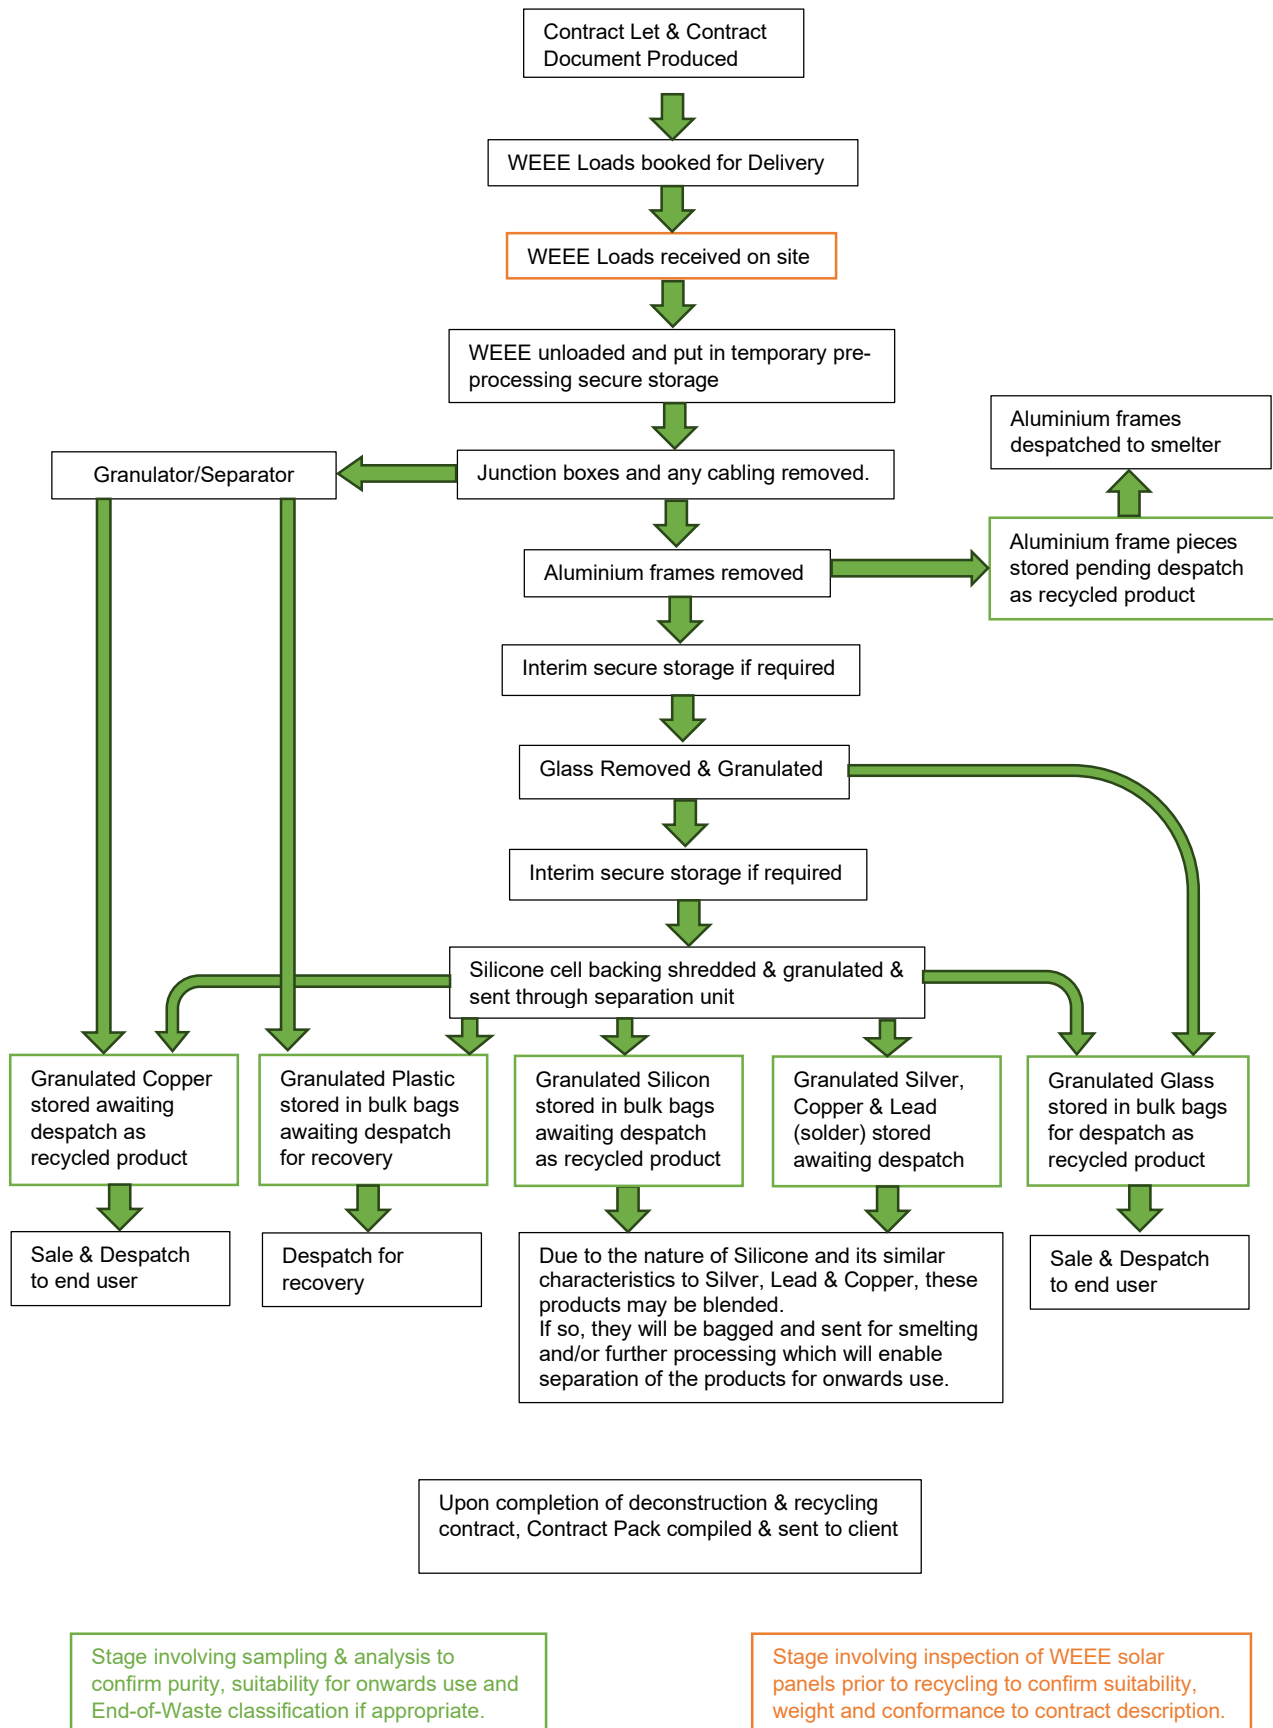 Contract Let & Contract
Document Produced
WEEE Loads booked for Delivery
WEEE Loads received on site
WEEE unloaded and put in temporary pre-
processing secure storage
Aluminium frames
despatched to smelter
Granulator/Separator
Junction boxes and any cabling removed.
Aluminium frames removed
Aluminium frame pieces
stored pending despatch
as recycled product
Interim secure storage if required
Glass Removed & Granulated
Interim secure storage if required
Silicone cell backing shredded & granulated &
sent through separation unit
Granulated Copper
stored awaiting
despatch as
recycled product
Granulated Plastic
stored in bulk bags
awaiting despatch
for recovery
Granulated Silicon
stored in bulk bags
awaiting despatch
as recycled product
Granulated Silver,
Copper & Lead
(solder) stored
awaiting despatch
Granulated Glass
stored in bulk bags
for despatch as
recycled product
Sale & Despatch
to end user
Despatch for
recovery
Due to the nature of Silicone and its similar
characteristics to Silver, Lead & Copper, these
products may be blended.
If so, they will be bagged and sent for smelting
and/or further processing which will enable
separation of the products for onwards use.
Sale & Despatch
to end user
Upon completion of deconstruction & recycling
contract, Contract Pack compiled & sent to client
Stage involving sampling & analysis to
confirm purity, suitability for onwards use and
End-of-Waste classification if appropriate.
Stage involving inspection of WEEE solar
panels prior to recycling to confirm suitability,
weight and conformance to contract description.